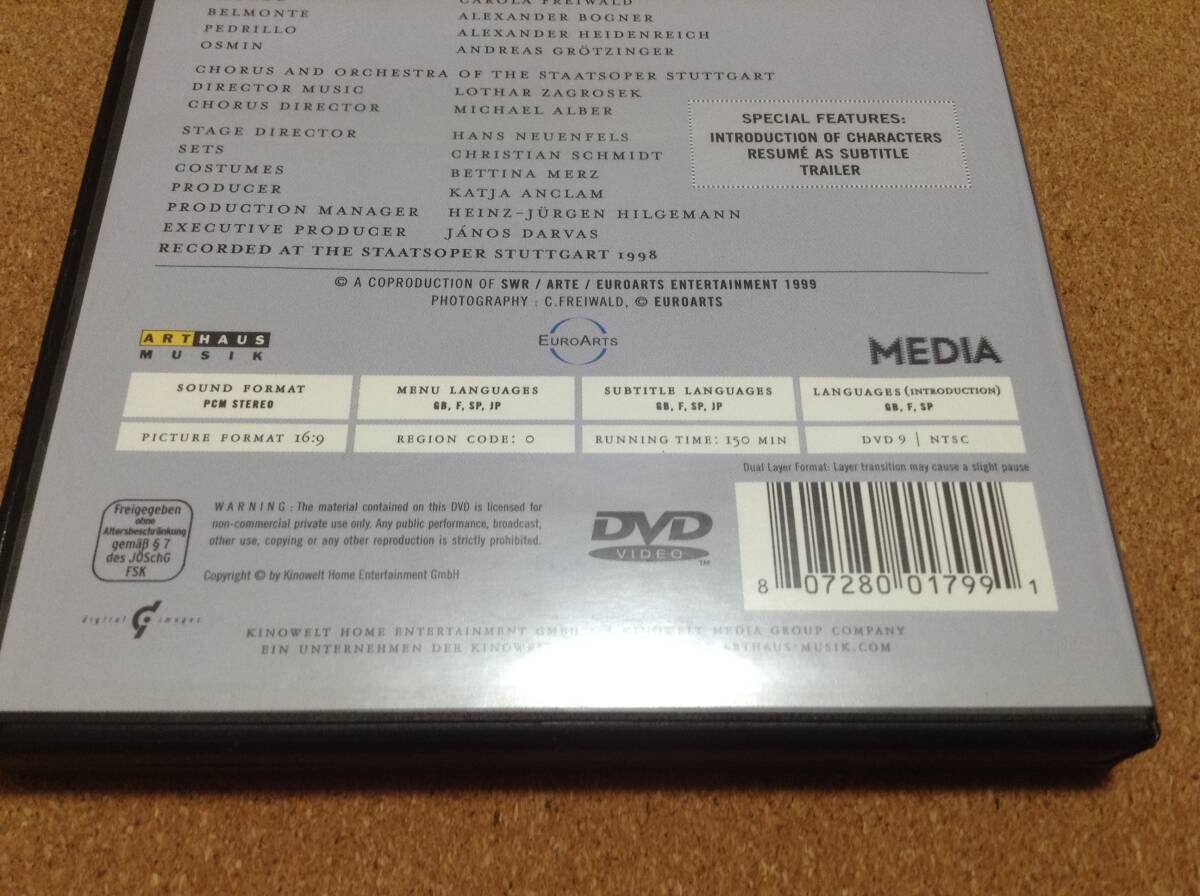 CAROLA FREIWALD
BELMONTE ALEXANDER BOGNER
PEDRILLO ALEXANDER HEIDENREICH
OSMIN ANDREAS GRÖTZINGER
CHORUS AND ORCHESTRA OF THE STAATSOPER STUTTGART
DIRECTOR MUSIC LOTHAR ZAGROSEK
CHORUS DIRECTOR MICHAEL ALBER
STAGE DIRECTOR HANS NEUENFELS
SETS CHRISTIAN SCHMIDT
COSTUMES BETTINA MERZ
PRODUCER KATJA ANCLAM
PRODUCTION MANAGER HEINZ-JÜRGEN HILGEMANN
EXECUTIVE PRODUCER JÁNOS DARVAS
RECORDED AT THE STAATSOPER STUTTGART 1998
SPECIAL FEATURES:
INTRODUCTION OF CHARACTERS
RESUMÉ AS SUBTITLE
TRAILER
© A COPRODUCTION OF SWR / ARTE / EUROARTS ENTERTAINMENT 1999
PHOTOGRAPHY : C.FREIWALD, © EUROARTS
ARTHAUS
MUSIK
EUROARTS
MEDIA
SOUND FORMAT
PCM STEREO
MENU LANGUAGES
GB, F, SP, JP
SUBTITLE LANGUAGES
GB, F, SP, JP
LANGUAGES (INTRODUCTION)
GB, F, SP
PICTURE FORMAT 16:9
REGION CODE: 0
RUNNING TIME: 150 MIN
DVD 9 | NTSC
Dual Layer Format: Layer transition may cause a slight pause
Freigegeben
ohne
Altersbeschränkung
gemäß § 7
des JÖSchG
FSK
WARNING : The material contained on this DVD is licensed for
non-commercial private use only. Any public performance, broadcast,
other use, copying or any other reproduction is strictly prohibited.
Copyright © by Kinowelt Home Entertainment GmbH
DVD
VIDEO
TM
8 07280 01799 1
digital images
KINOWELT HOME ENTERTAINMENT GMBH KINOWELT MEDIA GROUP COMPANY
EIN UNTERNEHMEN DER KINOWELT ARTHAUS-MUSIK.COM